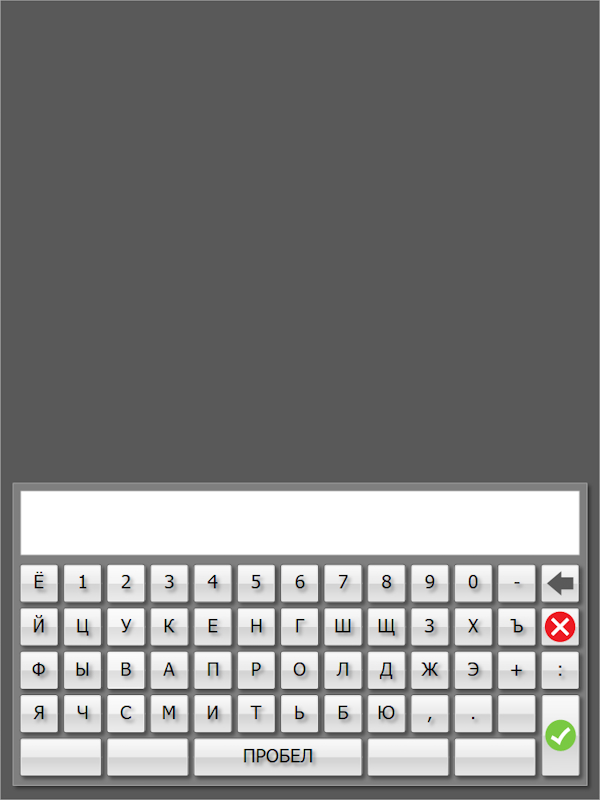 Ё 1 2 3 4 5 6 7 8 9 0 -
Й Ц У К Е Н Г Ш Щ З Х Ъ
Ф Ы В А П Р О Л Д Ж Э + :
Я Ч С М И Т Ь Б Ю , .
ПРОБЕЛ